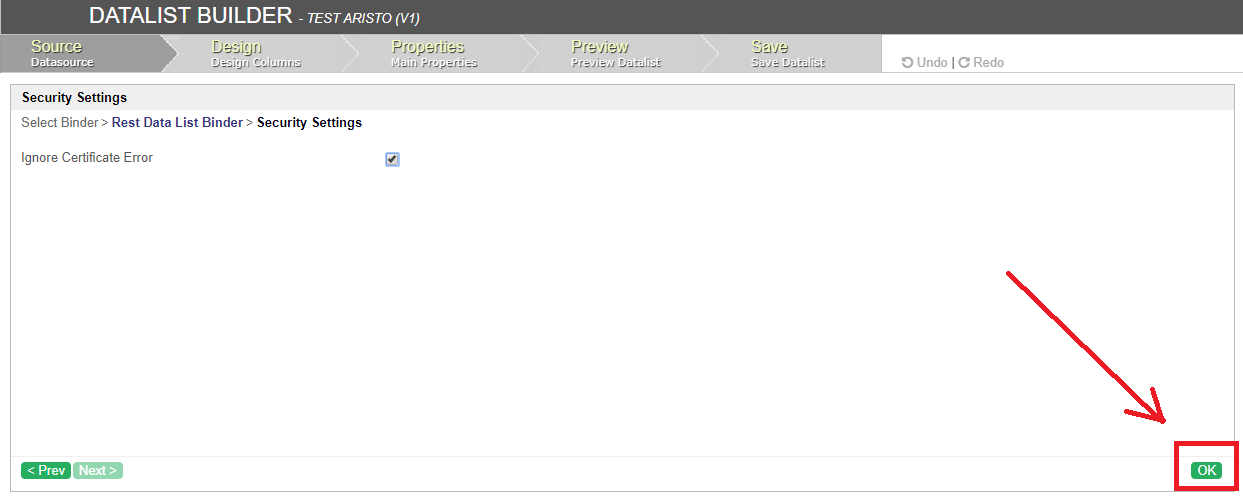 DATALIST BUILDER - TEST ARISTO (V1)
Source Design Properties Preview Save
Datasource Design Columns Main Properties Preview Datalist Save Datalist Undo | Redo
Security Settings
Select Binder > Rest Data List Binder > Security Settings
Ignore Certificate Error
< Prev Next > OK